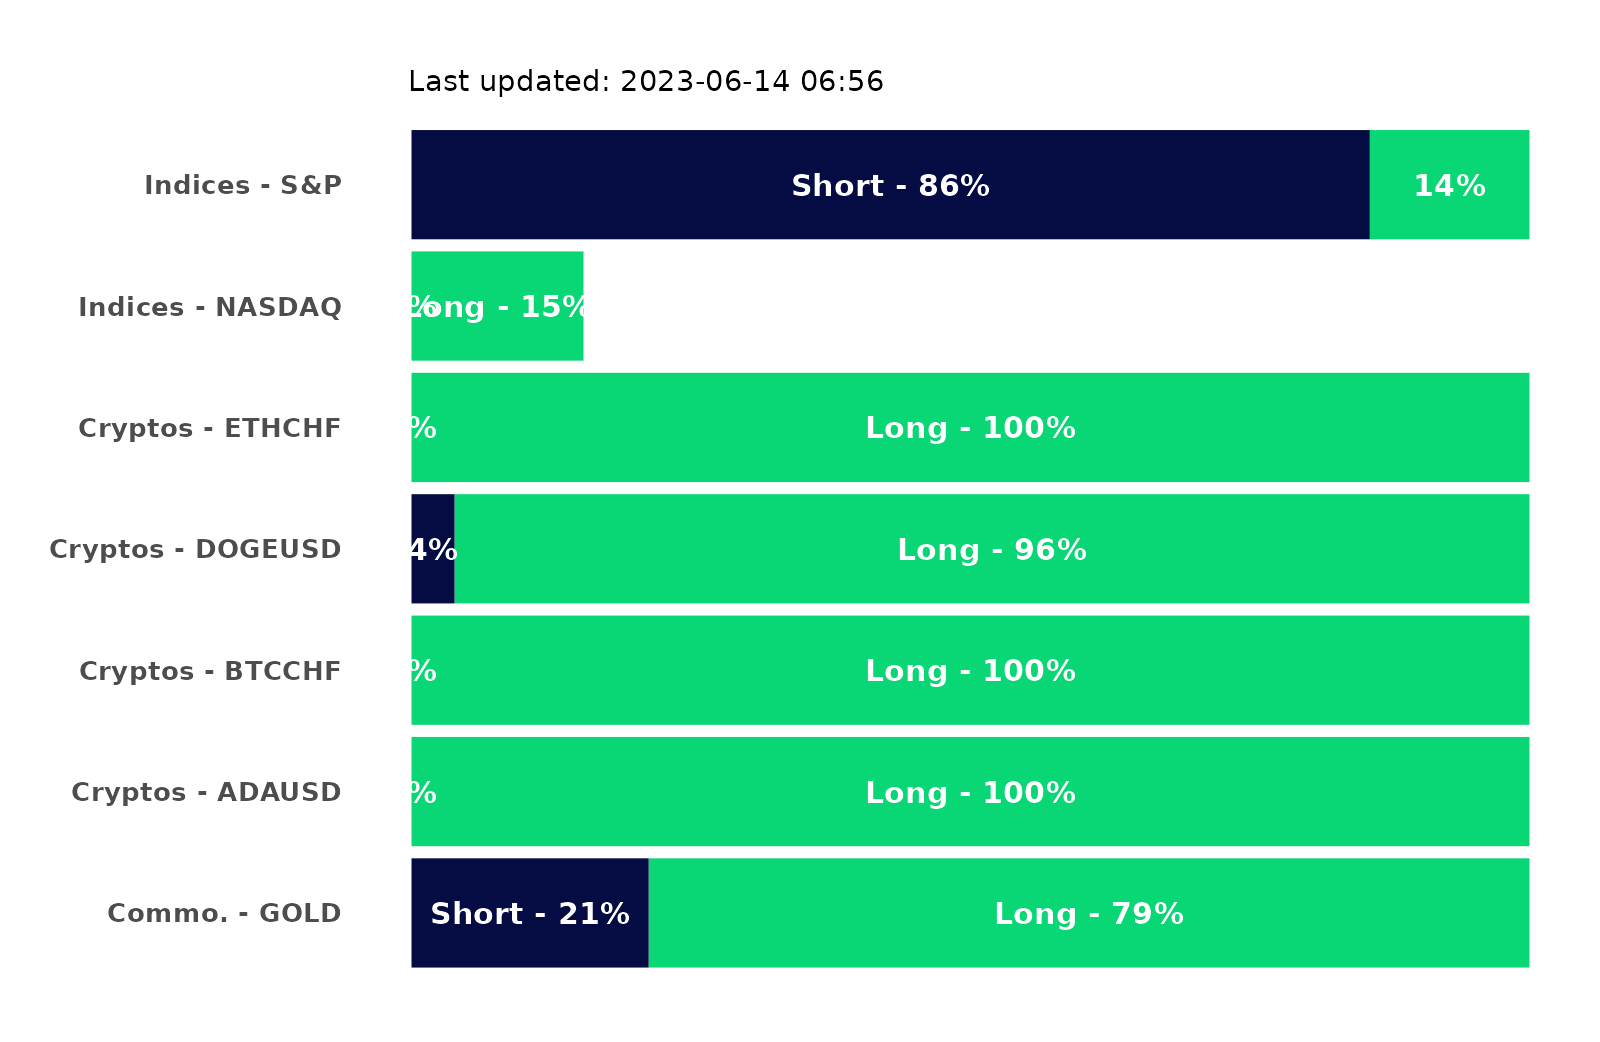 Last updated: 2023-06-14 06:56
Indices - S&P Short - 86% 14%
Indices - NASDAQ % Long - 15%
Cryptos - ETHCHF % Long - 100%
Cryptos - DOGEUSD 4% Long - 96%
Cryptos - BTCCHF % Long - 100%
Cryptos - ADAUSD % Long - 100%
Commo. - GOLD Short - 21% Long - 79%